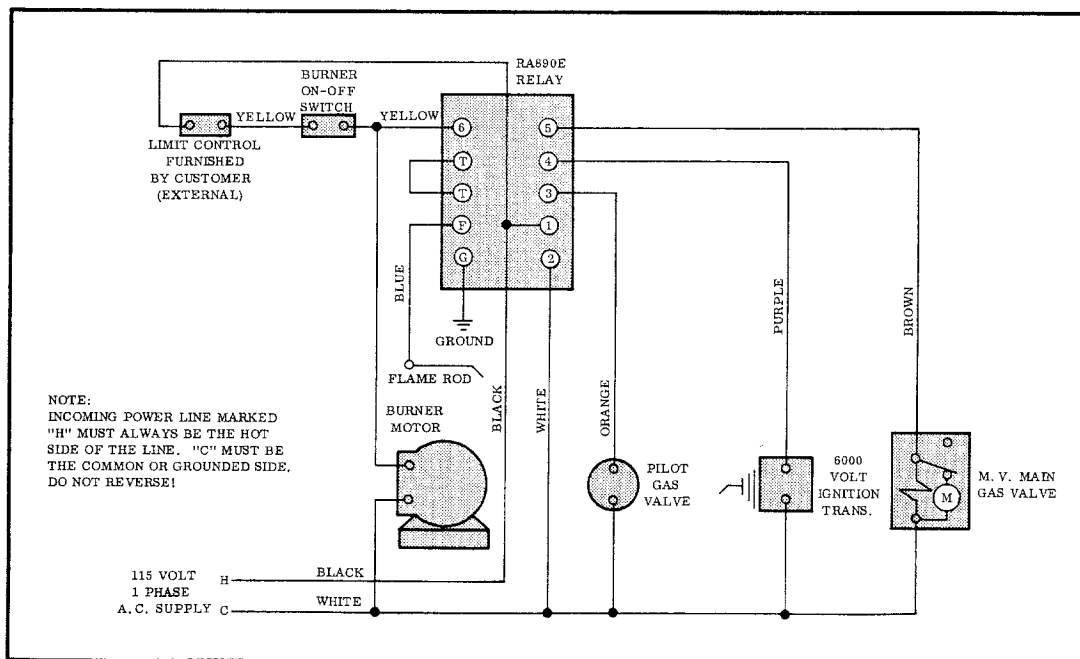 RA890E
RELAY
BURNER
ON-OFF
SWITCH
YELLOW
YELLOW
LIMIT CONTROL
FURNISHED
BY CUSTOMER
(EXTERNAL)
6
T
T
F
G
5
4
3
1
2
BLUE
GROUND
FLAME ROD
BLACK
WHITE
ORANGE
PURPLE
BROWN
NOTE:
INCOMING POWER LINE MARKED
"H" MUST ALWAYS BE THE HOT
SIDE OF THE LINE. "C" MUST BE
THE COMMON OR GROUNDED SIDE,
DO NOT REVERSE!
BURNER
MOTOR
PILOT
GAS
VALVE
6000
VOLT
IGNITION
TRANS.
M
M. V. MAIN
GAS VALVE
115 VOLT
1 PHASE
A.C. SUPPLY
H
C
BLACK
WHITE